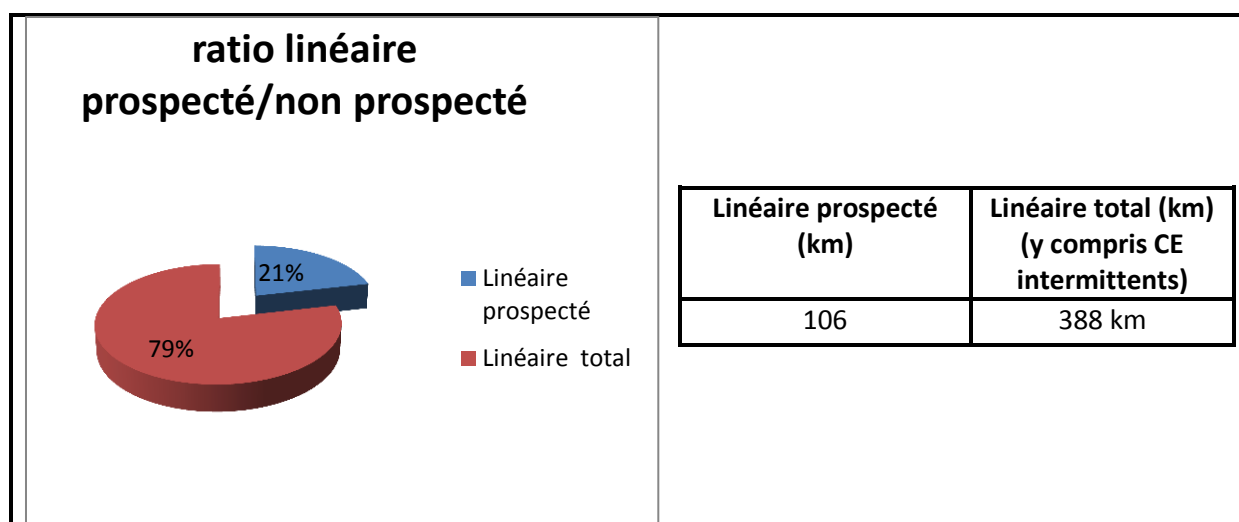 ratio linéaire
prospecté/non prospecté
21%
79%
Linéaire
prospecté
Linéaire total
Linéaire prospecté
(km)
Linéaire total (km)
(y compris CE
intermittents)
106
388 km